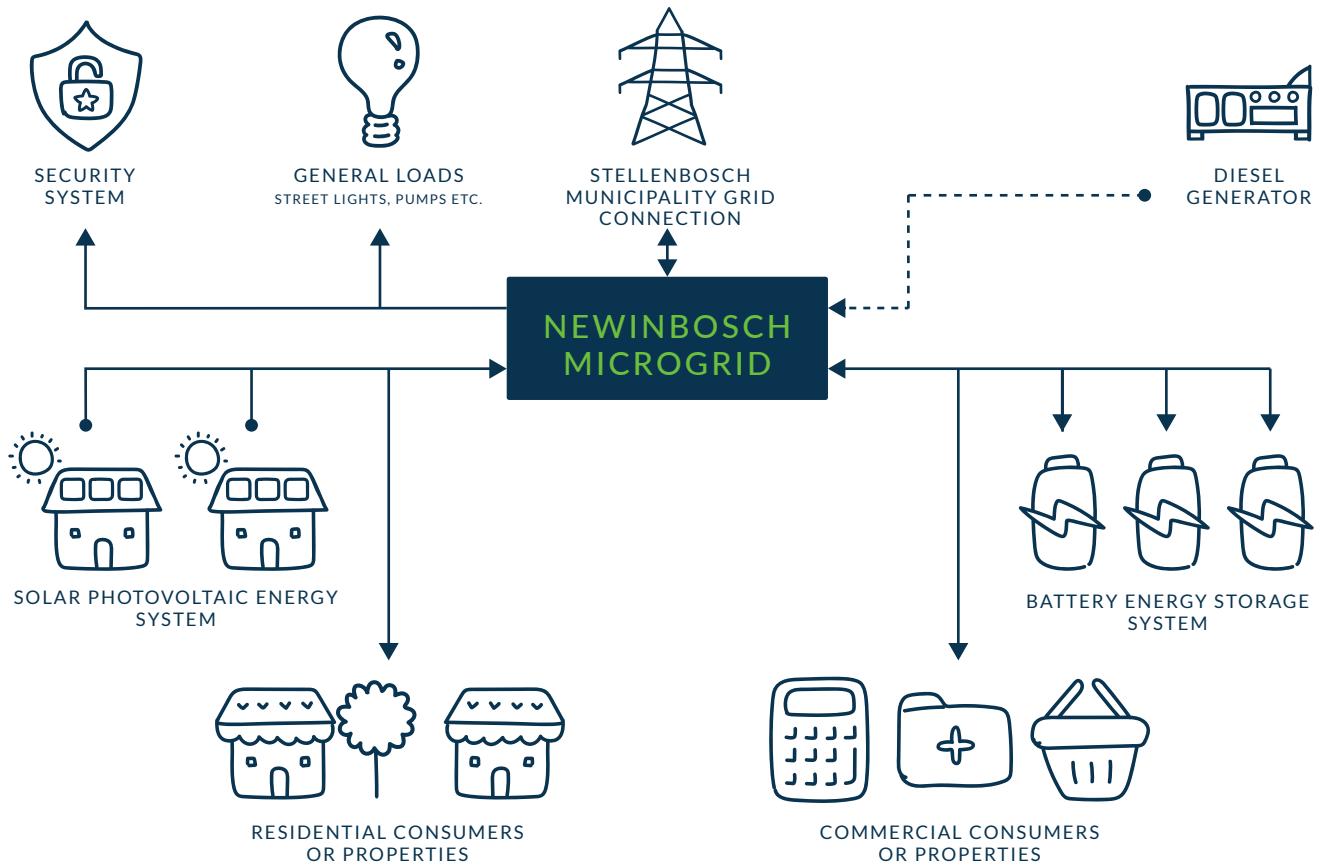 SECURITY
SYSTEM
GENERAL LOADS
STREET LIGHTS, PUMPS ETC.
STELLENBOSCH
MUNICIPALITY GRID
CONNECTION
DIESEL
GENERATOR
NEWINBOSCH
MICROGRID
SOLAR PHOTOVOLTAIC ENERGY
SYSTEM
BATTERY ENERGY STORAGE
SYSTEM
RESIDENTIAL CONSUMERS
OR PROPERTIES
COMMERCIAL CONSUMERS
OR PROPERTIES